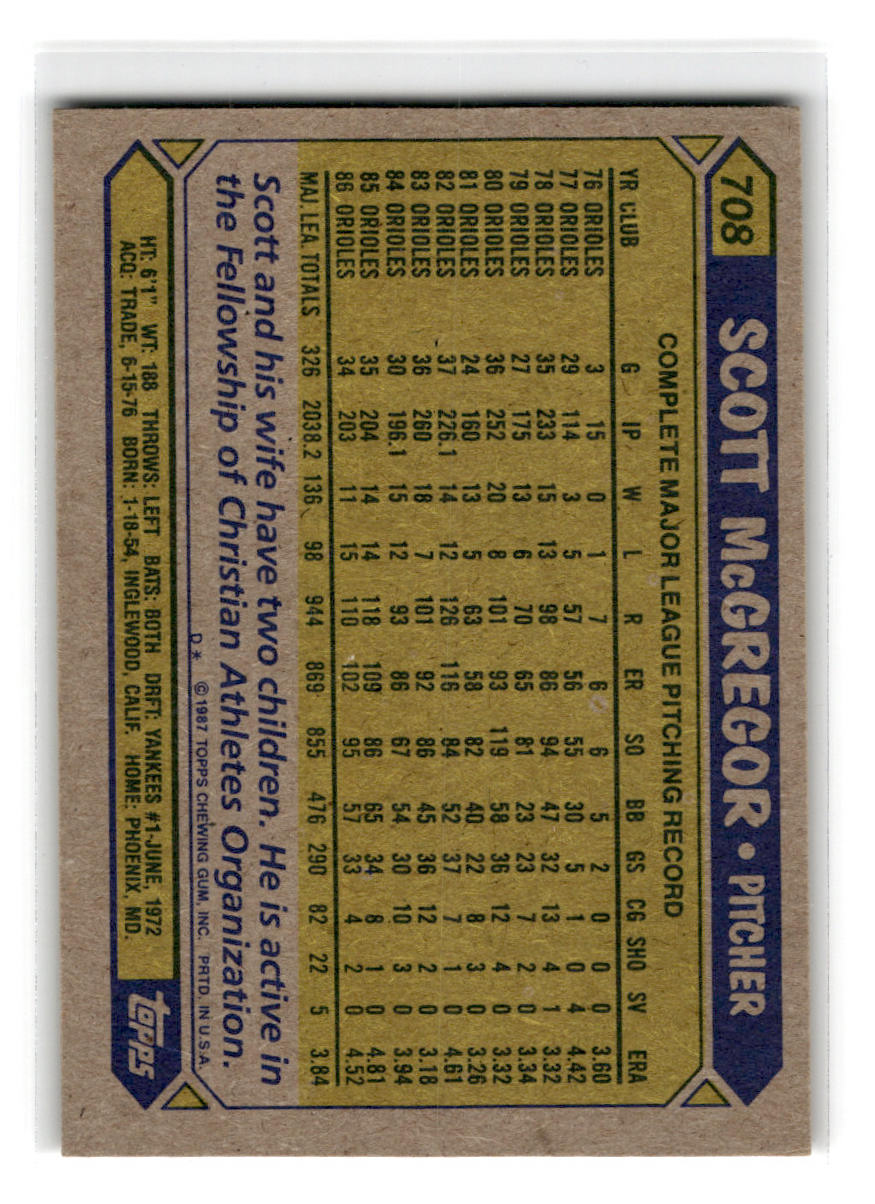 708 SCOTT McGREGOR • PITCHER
COMPLETE MAJOR LEAGUE PITCHING RECORD
YR CLUB G IP W L R ER SO BB GS CG SHO SV ERA
76 ORIOLES 3 15 0 1 7 6 6 5 2 0 0 0 3.60
77 ORIOLES 29 114 3 5 57 56 55 30 5 1 0 4 4.42
78 ORIOLES 35 233 15 13 98 86 94 47 32 13 4 1 3.32
79 ORIOLES 27 175 13 6 70 65 81 23 23 7 2 0 3.34
80 ORIOLES 36 252 20 8 101 93 119 58 36 12 4 0 3.32
81 ORIOLES 24 160 13 5 63 58 82 40 22 8 3 0 3.26
82 ORIOLES 37 226.1 14 12 126 116 84 52 37 7 1 0 4.61
83 ORIOLES 36 260 18 7 101 92 86 45 36 12 2 0 3.18
84 ORIOLES 30 196.1 15 12 93 86 67 54 30 10 3 0 3.94
85 ORIOLES 35 204 14 14 118 109 86 65 34 8 1 0 4.81
86 ORIOLES 34 203 11 15 110 102 95 57 33 4 2 0 4.52
MAJ. LEA. TOTALS 326 2038.2 136 98 944 869 855 476 290 82 22 5 3.84
Scott and his wife have two children. He is active in
the Fellowship of Christian Athletes Organization.
D* © 1987 TOPPS CHEWING GUM, INC. PRTD. IN U.S.A.
HT: 6'1" WT: 188 THROWS: LEFT BATS: BOTH DRFT: YANKEES #1-JUNE, 1972
ACQ: TRADE, 6-15-76 BORN: 1-18-54, INGLEWOOD, CALIF. HOME: PHOENIX, MD.
TOPPS